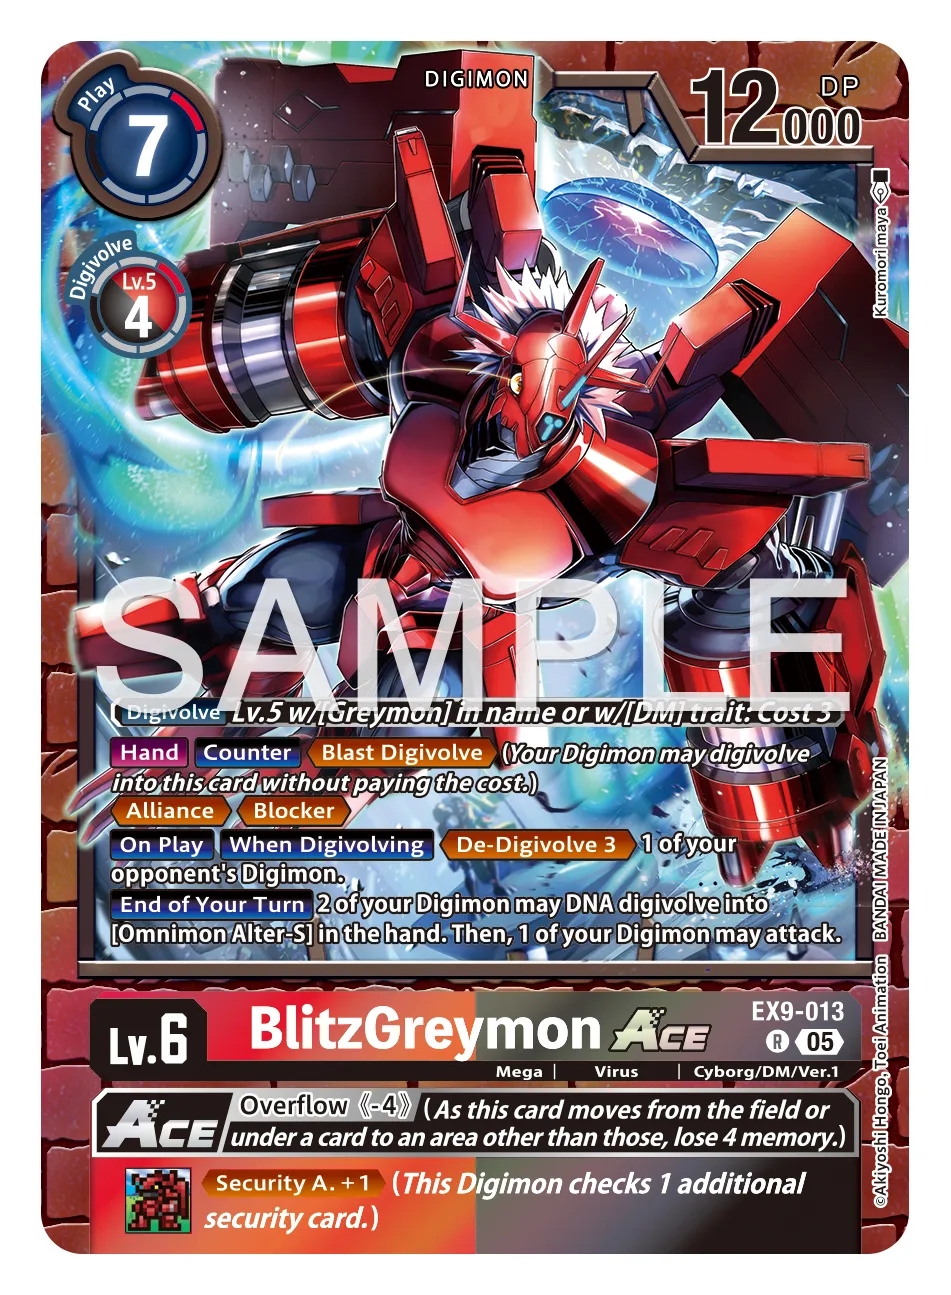 DIGIMON
Play
7
12000
DP
Digivolve
Lv.5
4
Kuromori maya
SAMPLE
Digivolve Lv.5 w/[Greymon] in name or w/[DM] trait: Cost 3
Hand Counter Blast Digivolve (Your Digimon may digivolve
into this card without paying the cost.)
Alliance Blocker
On Play When Digivolving De-Digivolve 3 1 of your
opponent's Digimon.
End of Your Turn 2 of your Digimon may DNA digivolve into
[Omnimon Alter-S] in the hand. Then, 1 of your Digimon may attack.
©Akiyoshi Hongo, Toei Animation BANDAI MADE IN JAPAN
Lv.6
BlitzGreymon ACE
EX9-013
R 05
Mega | Virus | Cyborg/DM/Ver.1
ACE
Overflow《-4》(As this card moves from the field or
under a card to an area other than those, lose 4 memory.)
Security A. +1 (This Digimon checks 1 additional
security card.)